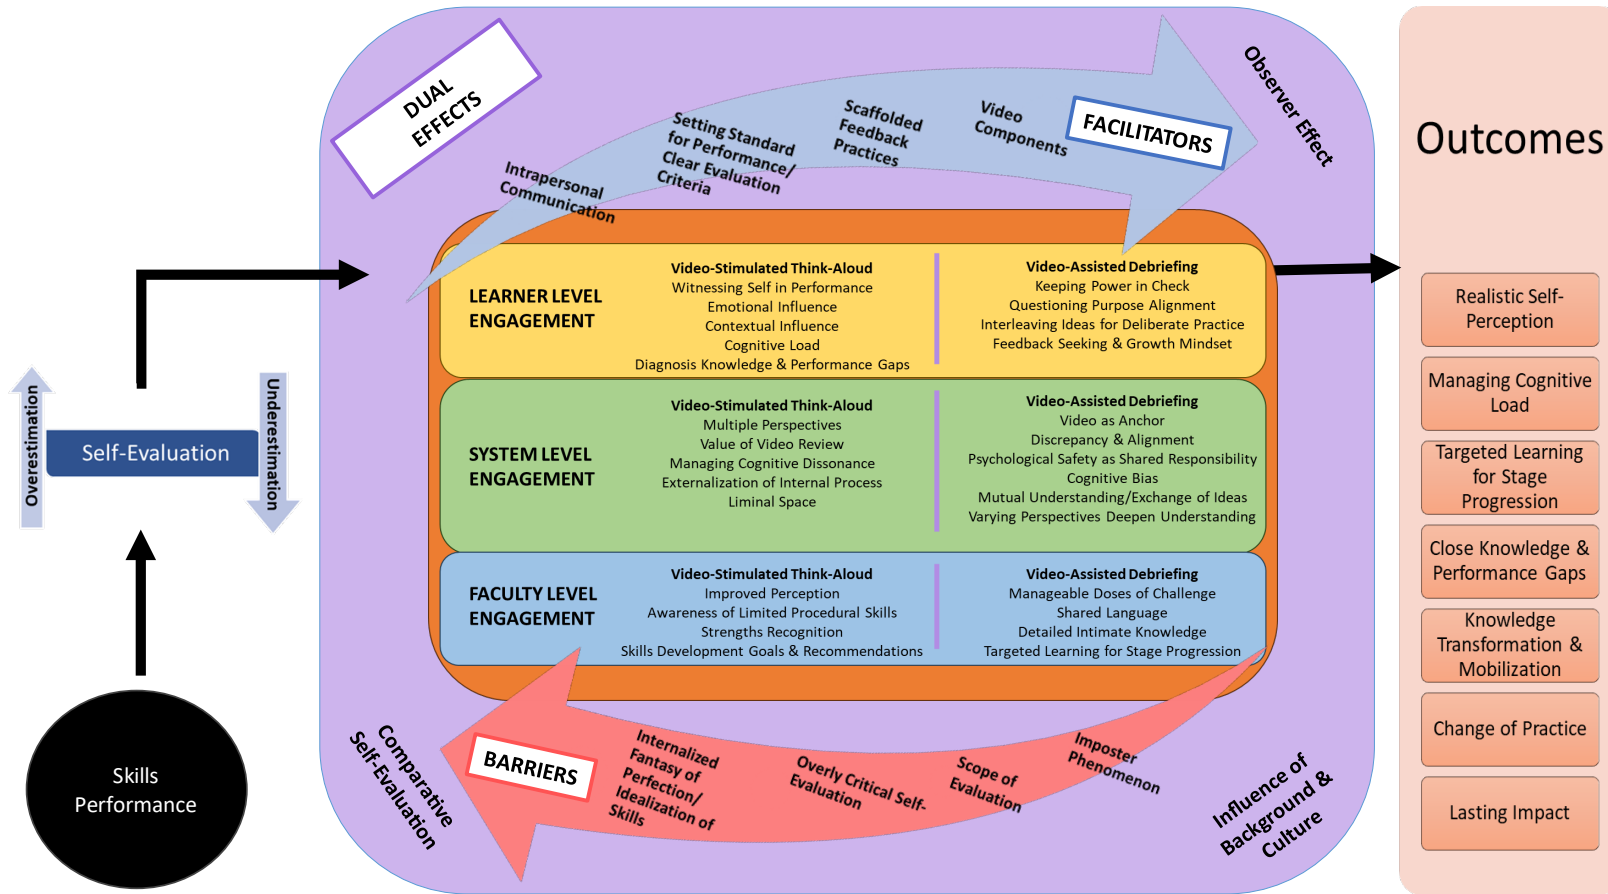 DUAL
EFFECTS
Intrapersonal
Communication
Setting Standard
for Performance/
Clear Evaluation
Criteria
Scaffolded
Feedback
Practices
Video
Components
FACILITATORS
Observer Effect
LEARNER LEVEL
ENGAGEMENT
Video-Stimulated Think-Aloud
Witnessing Self in Performance
Emotional Influence
Contextual Influence
Cognitive Load
Diagnosis Knowledge & Performance Gaps
Video-Assisted Debriefing
Keeping Power in Check
Questioning Purpose Alignment
Interleaving Ideas for Deliberate Practice
Feedback Seeking & Growth Mindset
SYSTEM LEVEL
ENGAGEMENT
Video-Stimulated Think-Aloud
Multiple Perspectives
Value of Video Review
Managing Cognitive Dissonance
Externalization of Internal Process
Liminal Space
Video-Assisted Debriefing
Video as Anchor
Discrepancy & Alignment
Psychological Safety as Shared Responsibility
Cognitive Bias
Mutual Understanding/Exchange of Ideas
Varying Perspectives Deepen Understanding
FACULTY LEVEL
ENGAGEMENT
Video-Stimulated Think-Aloud
Improved Perception
Awareness of Limited Procedural Skills
Strengths Recognition
Skills Development Goals & Recommendations
Video-Assisted Debriefing
Manageable Doses of Challenge
Shared Language
Detailed Intimate Knowledge
Targeted Learning for Stage Progression
Overestimation
Self-Evaluation
Underestimation
Skills
Performance
Comparative
Self-Evaluation
BARRIERS
Internalized
Fantasy of
Perfection/
Idealization of
Skills
Overly Critical Self-
Evaluation
Scope of
Evaluation
Imposter
Phenomenon
Influence of
Background &
Culture
Outcomes
Realistic Self-
Perception
Managing Cognitive
Load
Targeted Learning
for Stage
Progression
Close Knowledge &
Performance Gaps
Knowledge
Transformation &
Mobilization
Change of Practice
Lasting Impact